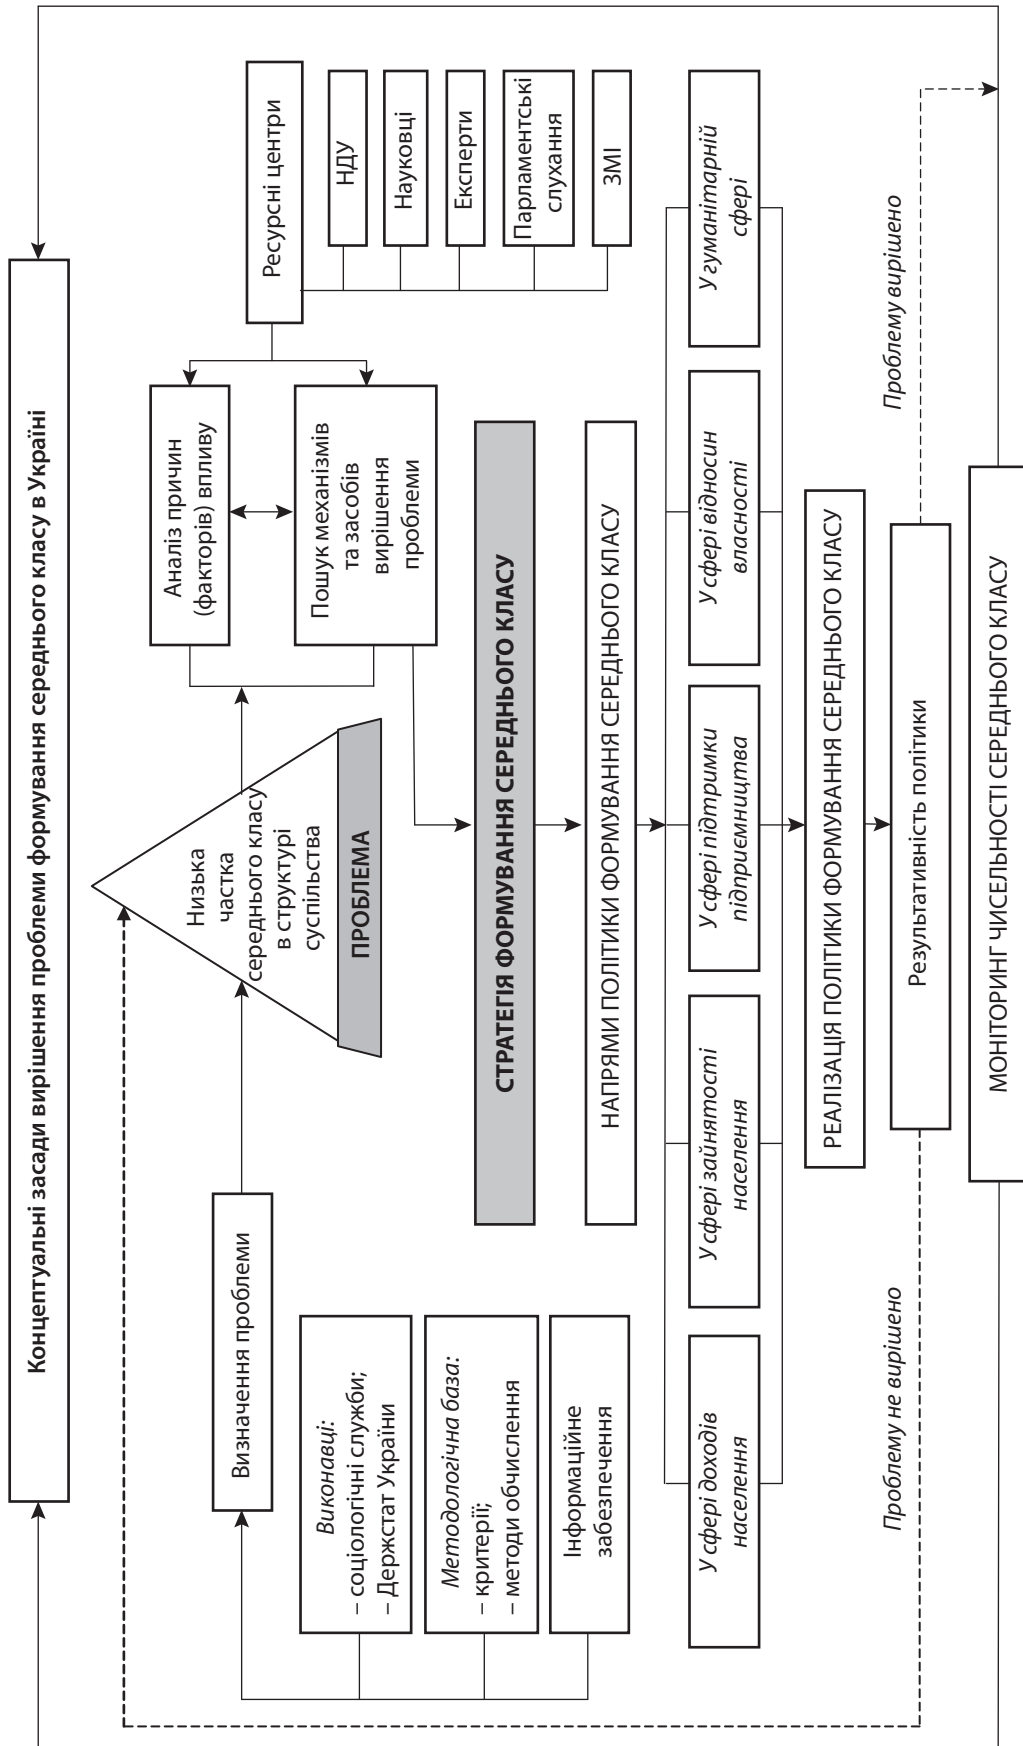 Концептуальні засади вирішення проблеми формування середнього класу в Україні
Визначення проблеми
Виконавці:
– соціологічні служби;
– Держстат України
Методологічна база:
– критерії;
– методи обчислення
Інформаційне
забезпечення
Низька
частка
середнього класу
в структурі
суспільства
ПРОБЛЕМА
Аналіз причин
(факторів) впливу
Пошук механізмів
та засобів
вирішення
проблеми
Ресурсні центри
НДУ
Науковці
Експерти
Парламентські
слухання
ЗМІ
СТРАТЕГІЯ ФОРМУВАННЯ СЕРЕДНЬОГО КЛАСУ
НАПРЯМИ ПОЛІТИКИ ФОРМУВАННЯ СЕРЕДНЬОГО КЛАСУ
У сфері доходів
населення
У сфері зайнятості
населення
У сфері підтримки
підприємництва
У сфері відносин
власності
У гуманітарній
сфері
РЕАЛІЗАЦІЯ ПОЛІТИКИ ФОРМУВАННЯ СЕРЕДНЬОГО КЛАСУ
Проблему не вирішено
Результативність політики
Проблему вирішено
МОНІТОРИНГ ЧИСЕЛЬНОСТІ СЕРЕДНЬОГО КЛАСУ